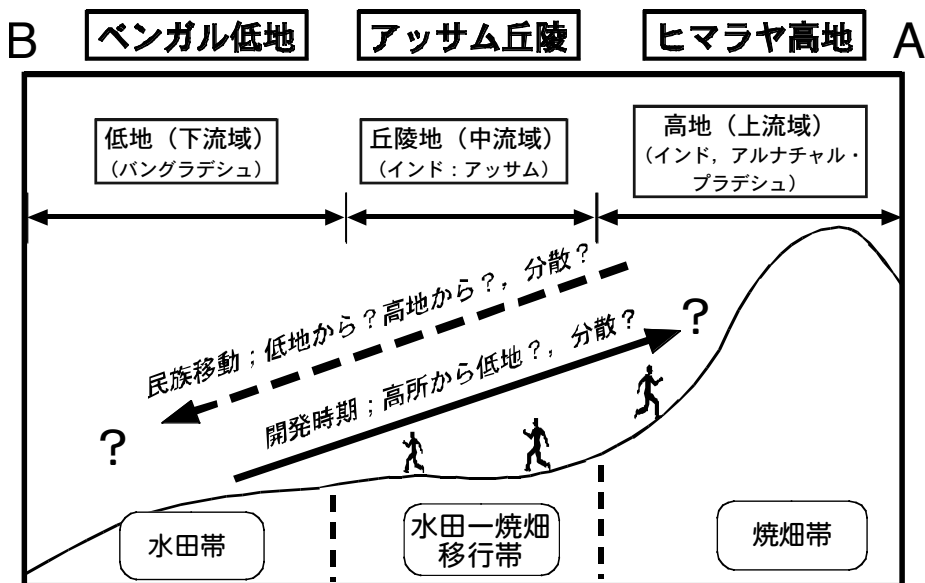 B
ベンガル低地
アッサム丘陵
ヒマラヤ高地
A
低地（下流域）
（バングラデシュ）
丘陵地（中流域）
（インド：アッサム）
高地（上流域）
（インド，アルナチャル・
プラデシュ）
民族移動；低地から？高地から？，分散？
？
開発時期；高所から低地？，分散？
？
水田帯
水田ー焼畑
移行帯
焼畑帯